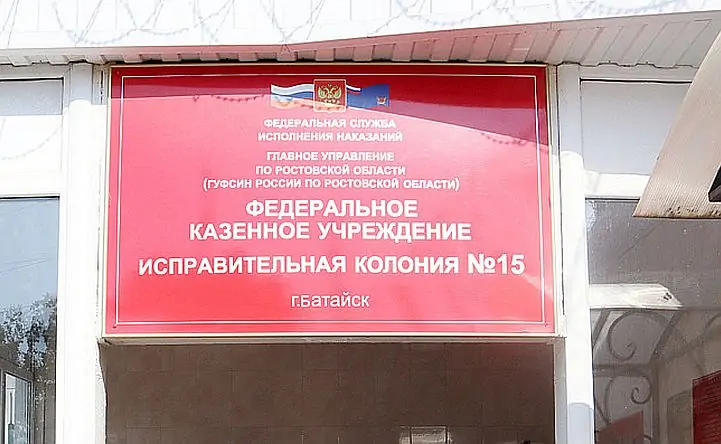 ФЕДЕРАЛЬНАЯ СЛУЖБА
ИСПОЛНЕНИЯ НАКАЗАНИЙ
ГЛАВНОЕ УПРАВЛЕНИЕ
ПО РОСТОВСКОЙ ОБЛАСТИ
(ГУФСИН РОССИИ ПО РОСТОВСКОЙ ОБЛАСТИ)
ФЕДЕРАЛЬНОЕ
КАЗЕННОЕ УЧРЕЖДЕНИЕ
ИСПРАВИТЕЛЬНАЯ КОЛОНИЯ №15
г.Батайск